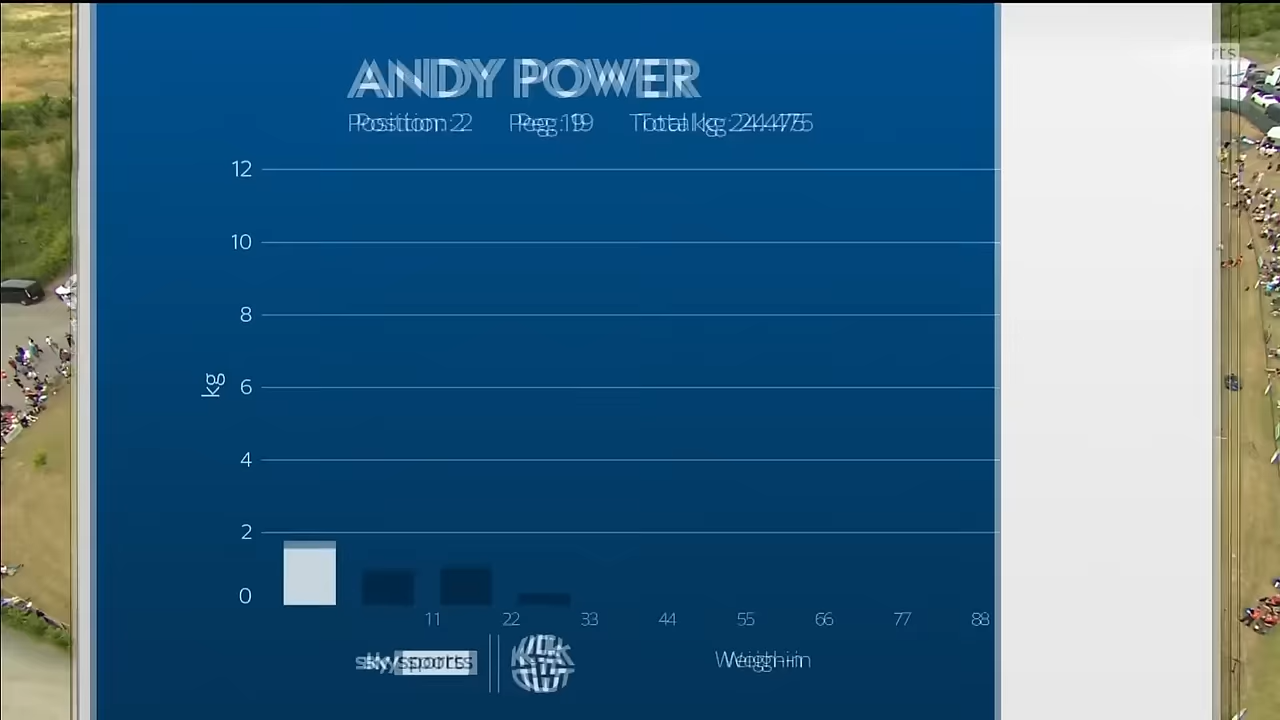 ANDY POWER
Position: 2 Peg: 19 Total kg: 24.475
12
10
8
6
4
2
0
kg
1 2 3 4 5 6 7 8
sky sports
Weigh-in